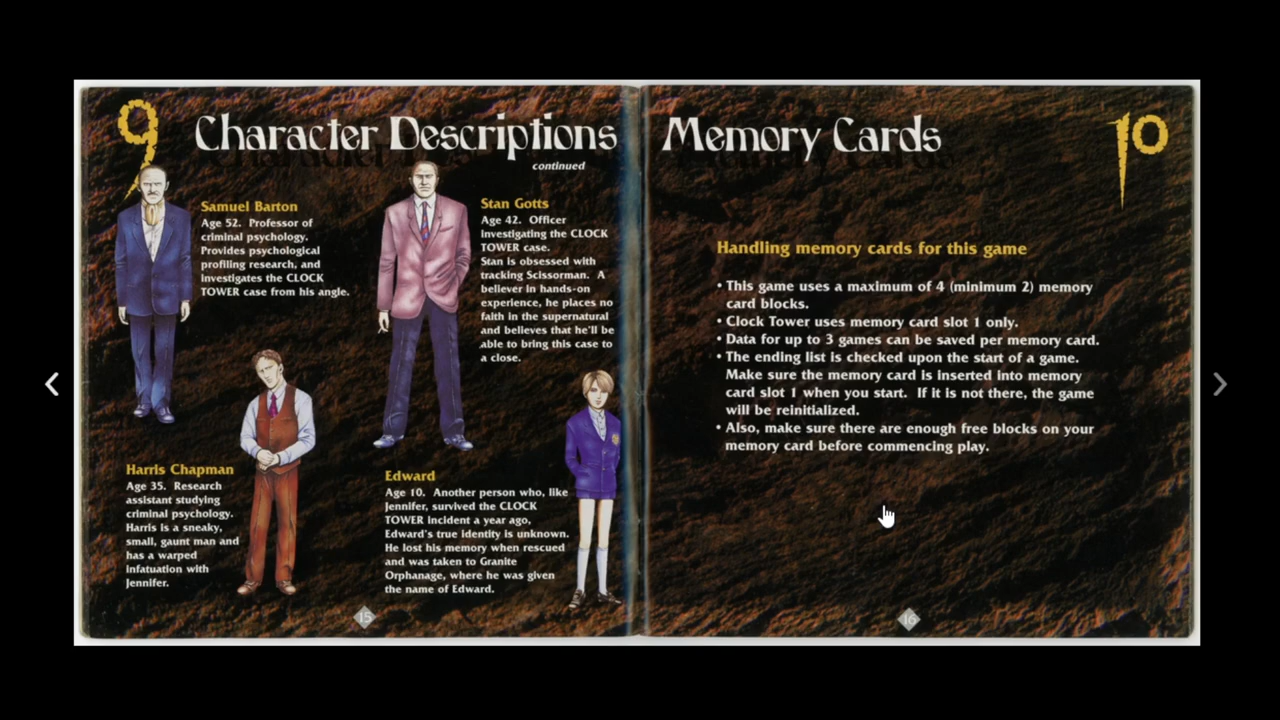 9
Character Descriptions
continued
Samuel Barton
Age 52. Professor of
criminal psychology.
Provides psychological
profiling research, and
investigates the CLOCK
TOWER case from his angle.
Stan Gotts
Age 42. Officer
investigating the CLOCK
TOWER case.
Stan is obsessed with
tracking Scissorman. A
believer in hands-on
experience, he places no
faith in the supernatural
and believes that he'll be
able to bring this case to
a close.
Harris Chapman
Age 35. Research
assistant studying
criminal psychology.
Harris is a sneaky,
small, gaunt man and
has a warped
infatuation with
Jennifer.
Edward
Age 10. Another person who, like
Jennifer, survived the CLOCK
TOWER incident a year ago,
Edward's true identity is unknown.
He lost his memory when rescued
and was taken to Granite
Orphanage, where he was given
the name of Edward.
15
Memory Cards
10
Handling memory cards for this game
• This game uses a maximum of 4 (minimum 2) memory
card blocks.
• Clock Tower uses memory card slot 1 only.
• Data for up to 3 games can be saved per memory card.
• The ending list is checked upon the start of a game.
Make sure the memory card is inserted into memory
card slot 1 when you start. If it is not there, the game
will be reinitialized.
• Also, make sure there are enough free blocks on your
memory card before commencing play.
16